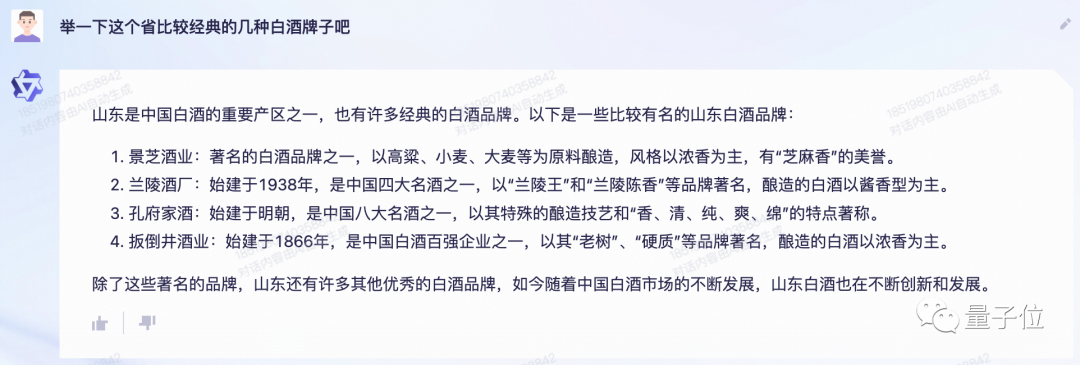 举一下这个省比较经典的几种白酒牌子吧
山东是中国白酒的重要产区之一，也有许多经典的白酒品牌。以下是一些比较有名的山东白酒品牌：
1. 景芝酒业：著名的白酒品牌之一，以高粱、小麦、大麦等为原料酿造，风格以浓香为主，有“芝麻香”的美誉。
2. 兰陵酒厂：始建于1938年，是中国四大名酒之一，以“兰陵王”和“兰陵陈香”等品牌著名，酿造的白酒以酱香型为主。
3. 孔府家酒：始建于明朝，是中国八大名酒之一，以其特殊的酿造技艺和“香、清、纯、爽、绵”的特点著称。
4. 扳倒井酒业：始建于1866年，是中国白酒百强企业之一，以其“老树”、“硬质”等品牌著名，酿造的白酒以浓香为主。
除了这些著名的品牌，山东还有许多其他优秀的白酒品牌，如今随着中国白酒市场的不断发展，山东白酒也在不断创新和发展。
量子位
1851980740358842
对话内容由AI自动生成